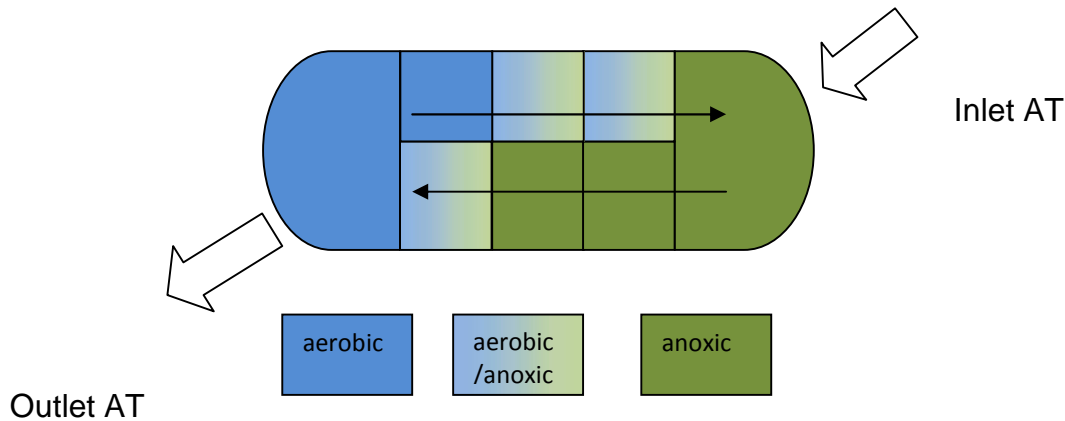 Inlet AT
aerobic
aerobic
/anoxic
anoxic
Outlet AT